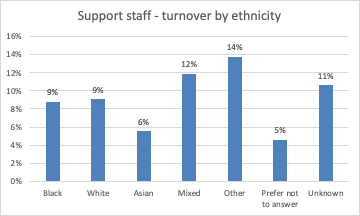 Support staff - turnover by ethnicity
16%
14%
12%
10%
8%
6%
4%
2%
0%
9%
9%
6%
12%
14%
5%
11%
Black
White
Asian
Mixed
Other
Prefer not
to answer
Unknown